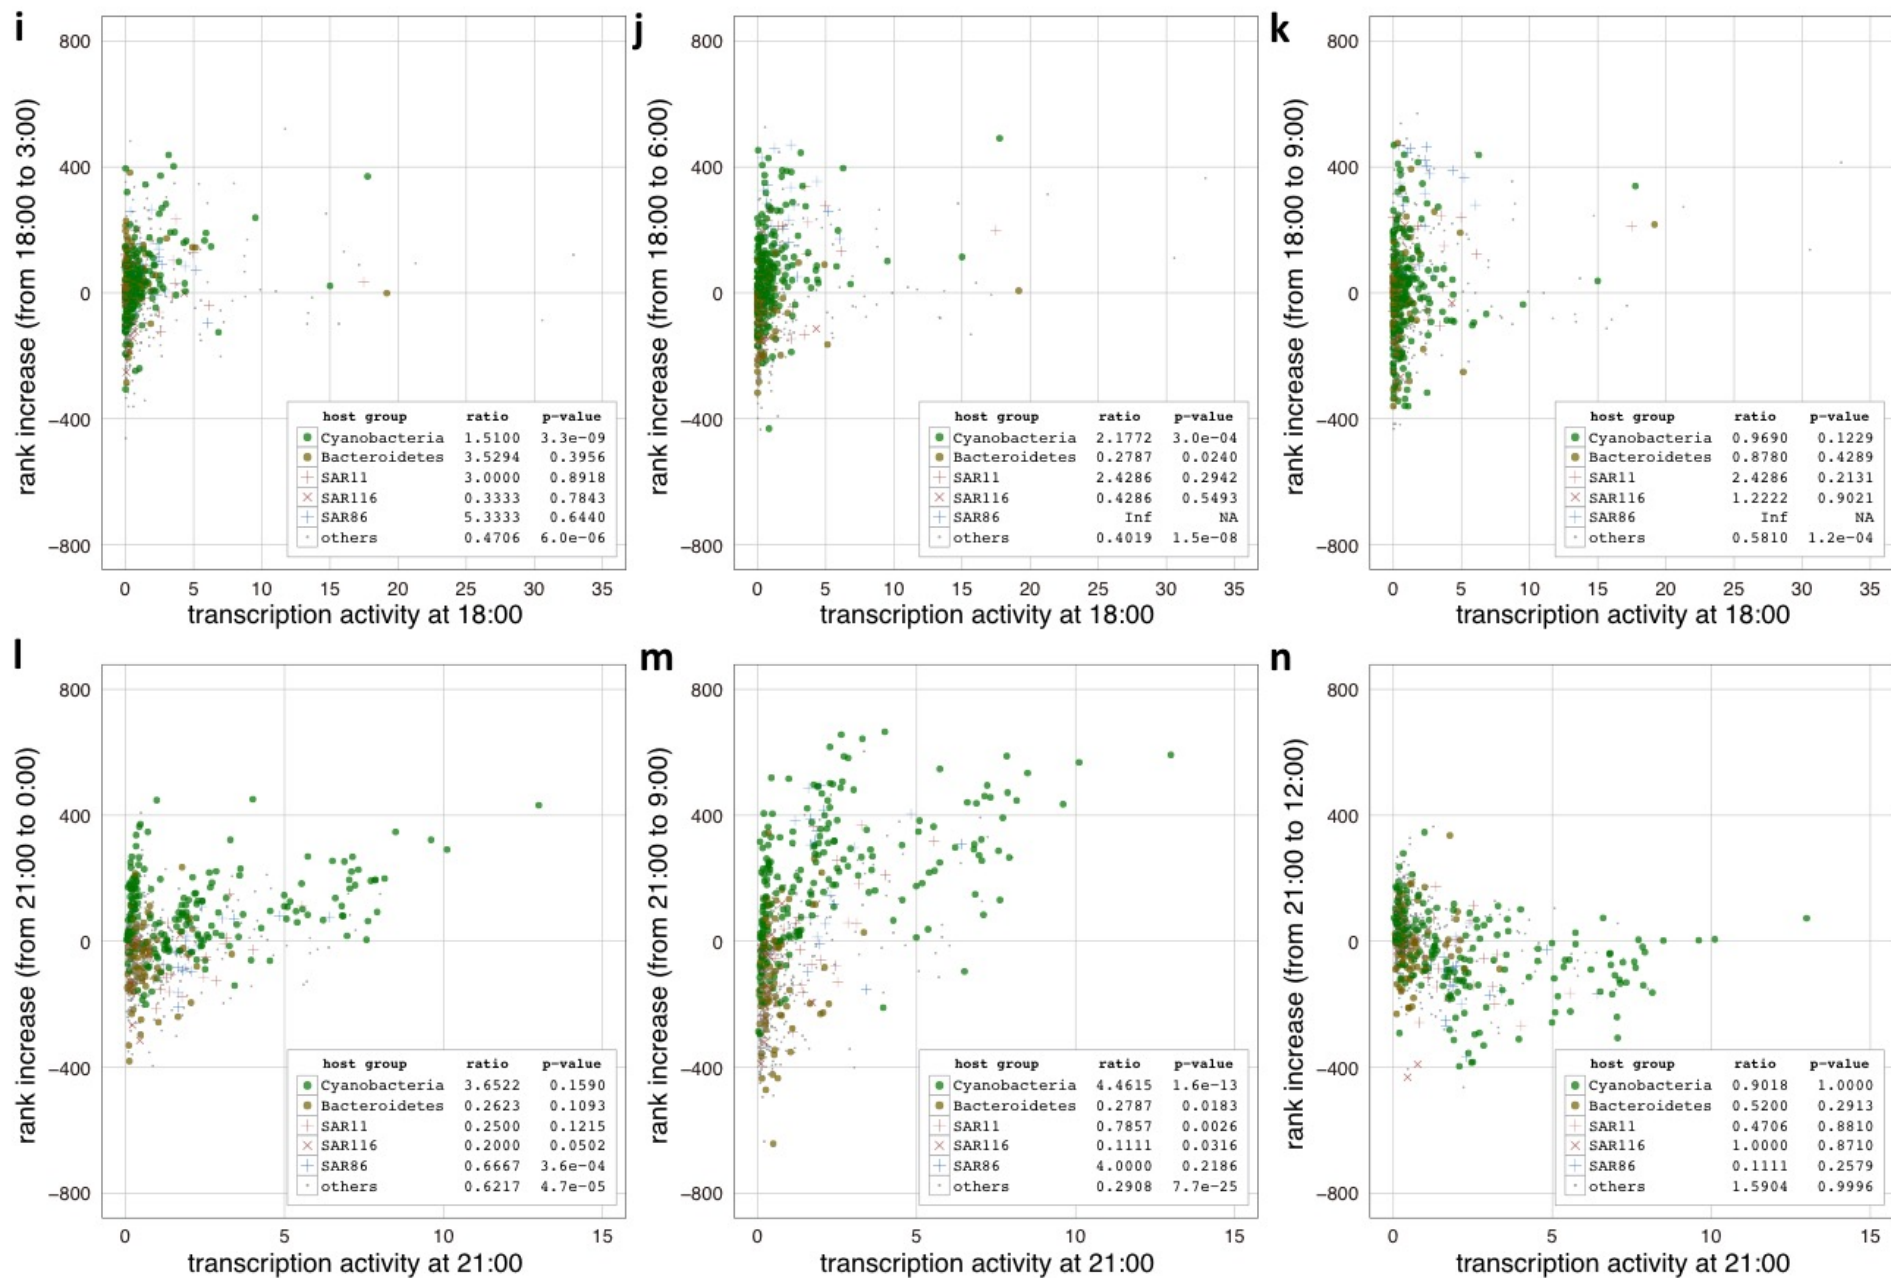 i
800
400
0
−400
−800
rank increase (from 18:00 to 3:00)
host group ratio p-value
Cyanobacteria 1.5100 3.3e-09
Bacteroidetes 3.5294 0.3956
SAR11 3.0000 0.8918
SAR116 0.3333 0.7843
SAR86 5.3333 0.6440
others 0.4706 6.0e-06
0 5 10 15 20 25 30 35
transcription activity at 18:00
j
800
400
0
−400
−800
rank increase (from 18:00 to 6:00)
host group ratio p-value
Cyanobacteria 2.1772 3.0e-04
Bacteroidetes 0.2787 0.0240
SAR11 2.4286 0.2942
SAR116 0.4286 0.5493
SAR86 Inf NA
others 0.4019 1.5e-08
0 5 10 15 20 25 30 35
transcription activity at 18:00
k
800
400
0
−400
−800
rank increase (from 18:00 to 9:00)
host group ratio p-value
Cyanobacteria 0.9690 0.1229
Bacteroidetes 0.8780 0.4289
SAR11 2.4286 0.2131
SAR116 1.2222 0.9021
SAR86 Inf NA
others 0.5810 1.2e-04
0 5 10 15 20 25 30 35
transcription activity at 18:00
l
800
400
0
−400
−800
rank increase (from 21:00 to 0:00)
host group ratio p-value
Cyanobacteria 3.6522 0.1590
Bacteroidetes 0.2623 0.1093
SAR11 0.2500 0.1215
SAR116 0.2000 0.0502
SAR86 0.6667 3.6e-04
others 0.6217 4.7e-05
0 5 10 15
transcription activity at 21:00
m
800
400
0
−400
−800
rank increase (from 21:00 to 9:00)
host group ratio p-value
Cyanobacteria 4.4615 1.6e-13
Bacteroidetes 0.2787 0.0183
SAR11 0.7857 0.0026
SAR116 0.1111 0.0316
SAR86 4.0000 0.2186
others 0.2908 7.7e-25
0 5 10 15
transcription activity at 21:00
n
800
400
0
−400
−800
rank increase (from 21:00 to 12:00)
host group ratio p-value
Cyanobacteria 0.9018 1.0000
Bacteroidetes 0.5200 0.2913
SAR11 0.4706 0.8810
SAR116 1.0000 0.8710
SAR86 0.1111 0.2579
others 1.5904 0.9996
0 5 10 15
transcription activity at 21:00